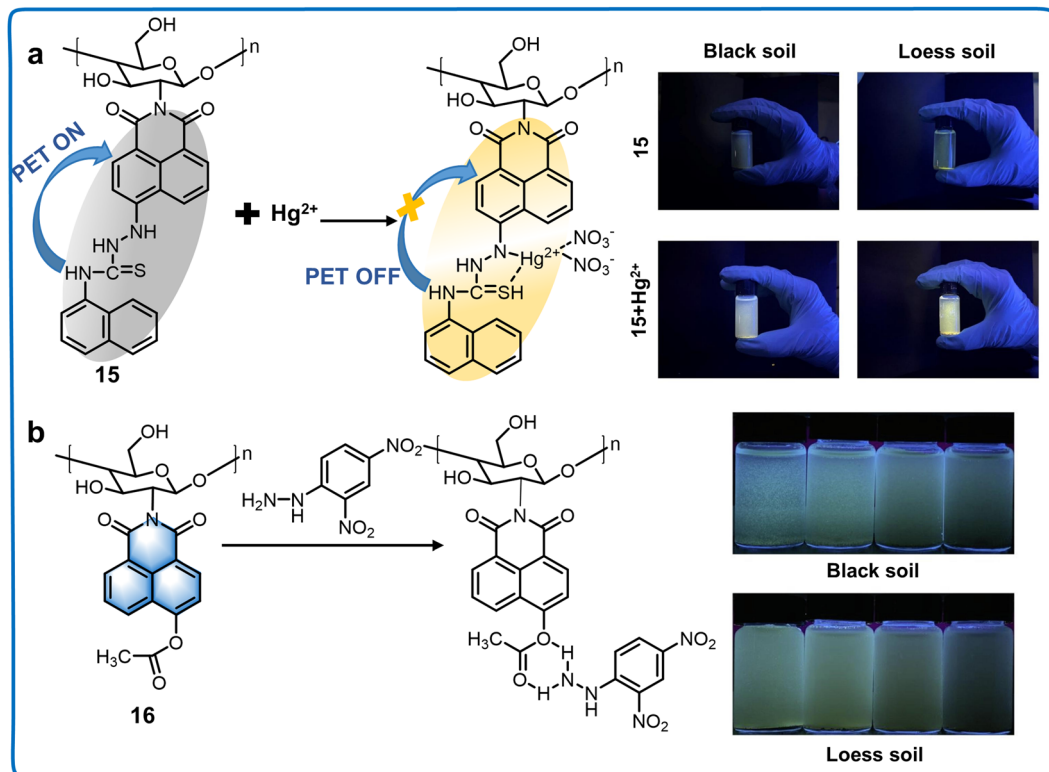 a
Black soil
Loess soil
OH
O
HO
O
n
N
O
O
PET ON
NH
HN
HN
C=S
15
+ Hg²⁺
OH
O
HO
O
n
N
O
O
PET OFF
N
HN
HN
C=SH
Hg²⁺
NO₃⁻
NO₃⁻
15
15+Hg²⁺
b
OH
O
HO
O
n
N
O
O
O
H₃C
O
16
H₂N
N
H
NO₂
NO₂
OH
O
HO
O
n
N
O
O
H₃C
O
O
H
H
N
NH
NO₂
NO₂
Black soil
Loess soil